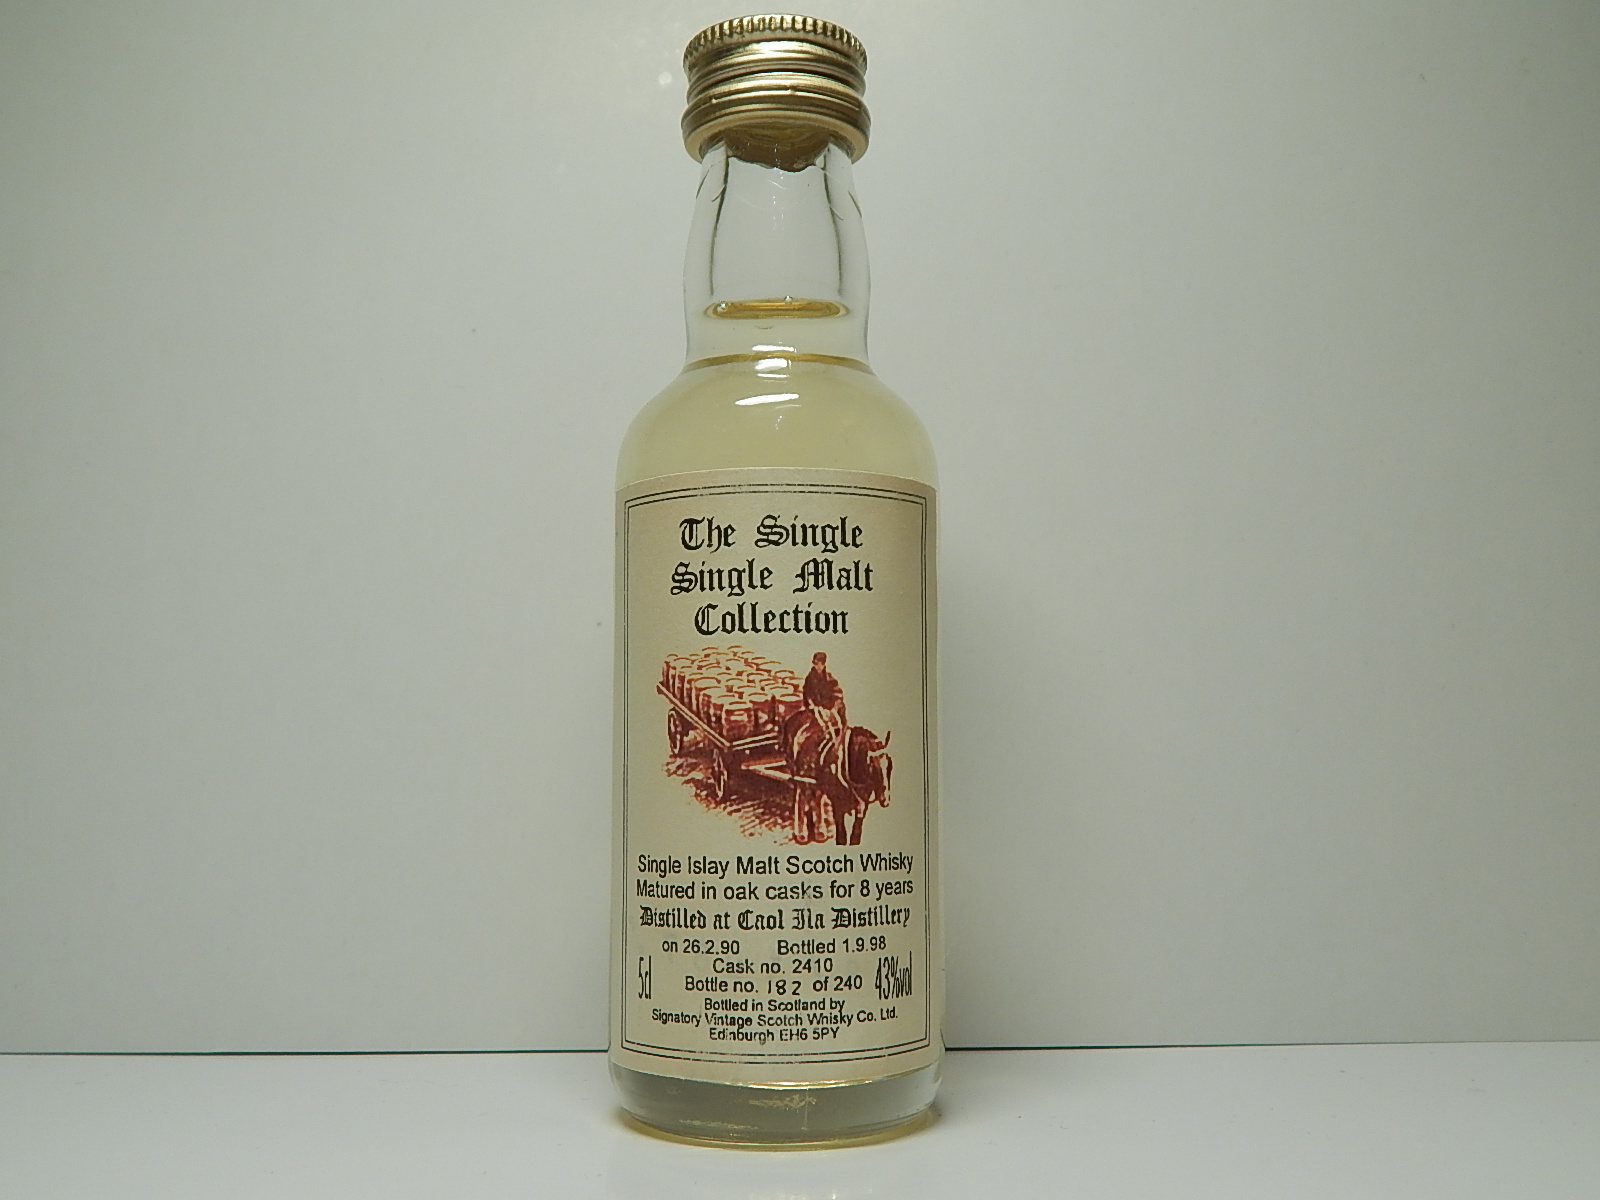 The Single
Single Malt
Collection
Single Islay Malt Scotch Whisky
Matured in oak casks for 8 years
Distilled at Caol Ila Distillery
on 26.2.90 Bottled 1.9.98
Cask no. 2410
5cl Bottle no. 182 of 240 43%vol
Bottled in Scotland by
Signatory Vintage Scotch Whisky Co. Ltd.
Edinburgh EH6 5PY